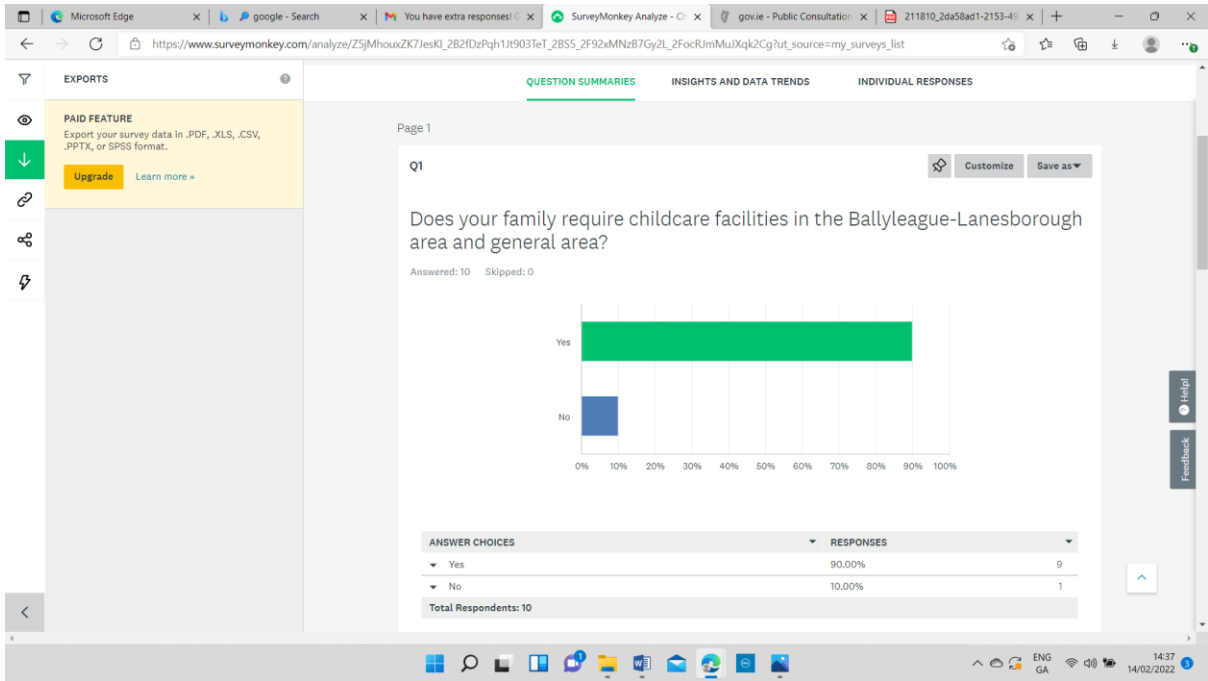 Microsoft Edge
google - Search
You have extra responses!
SurveyMonkey Analyze -
gov.ie - Public Consultation
211810_2da58ad1-2153-49
https://www.surveymonkey.com/analyze/
?ut_source=my_surveys_list
EXPORTS
QUESTION SUMMARIES INSIGHTS AND DATA TRENDS INDIVIDUAL RESPONSES
PAID FEATURE
Export your survey data in .PDF, .XLS, .CSV,
.PPTX, or SPSS format.
Upgrade Learn more »
Page 1
Q1
Customize Save as
Does your family require childcare facilities in the Ballyleague-Lanesborough
area and general area?
Answered: 10 Skipped: 0
Yes
No
0% 10% 20% 30% 40% 50% 60% 70% 80% 90% 100%
Help!
Feedback
ANSWER CHOICES RESPONSES
Yes 90.00% 9
No 10.00% 1
Total Respondents: 10
ENG
GA
14:37
14/02/2022
3